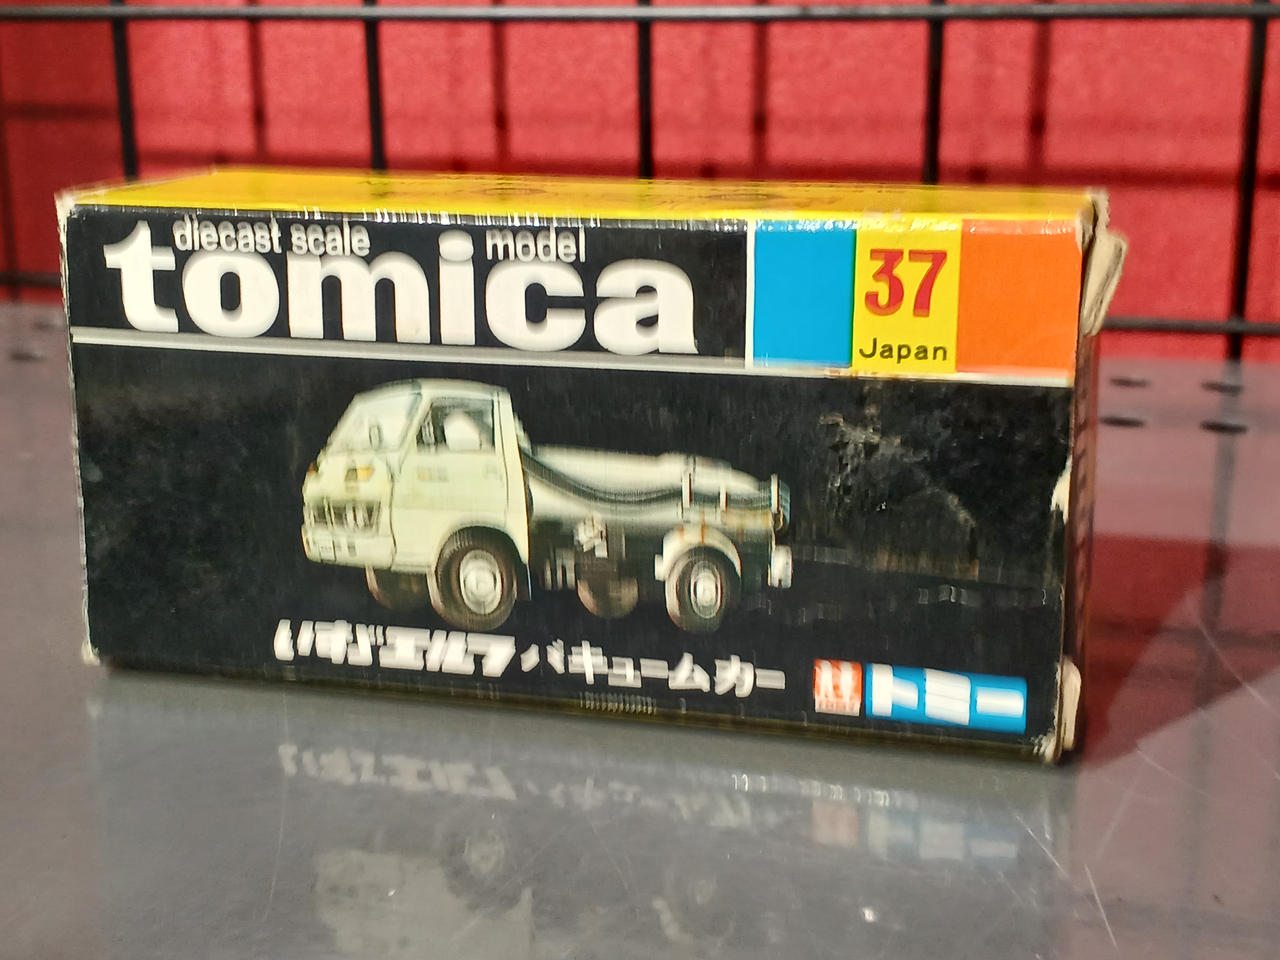 diecast scale model
tomica
37
Japan
いすゞエルフ バキュームカー
トミー